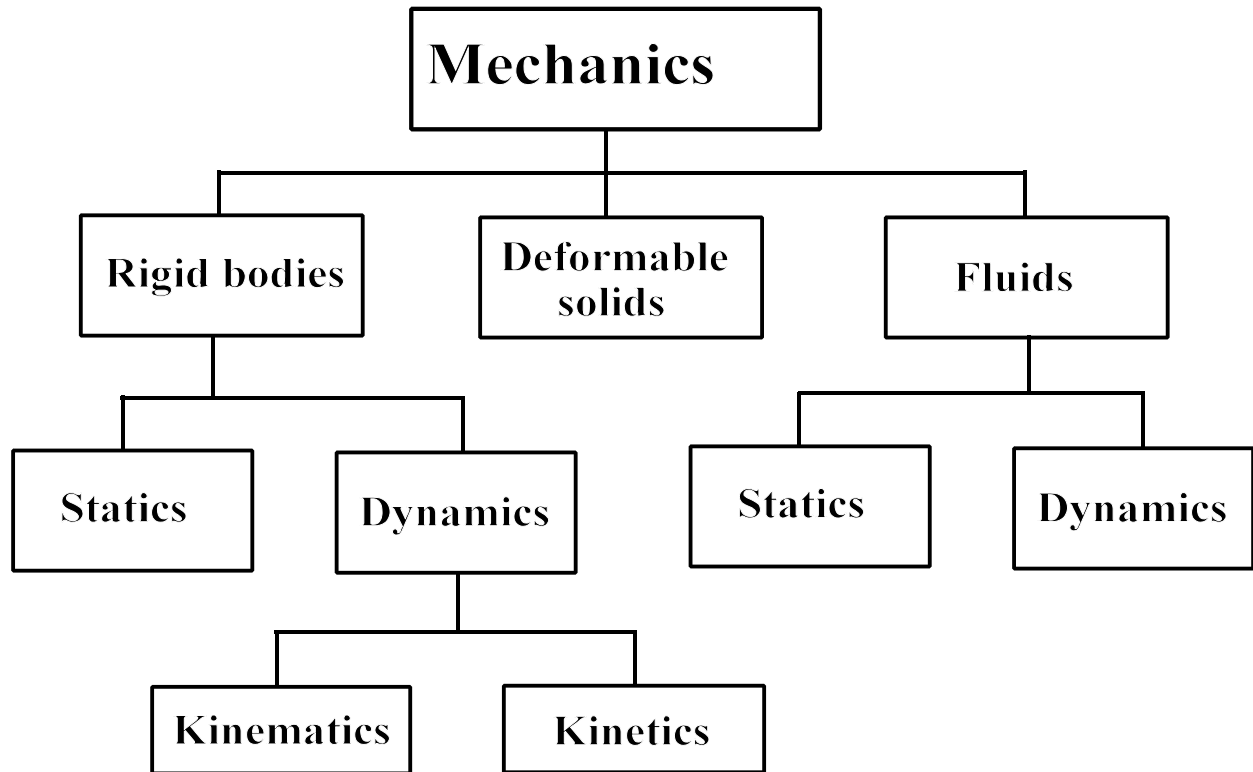 Mechanics
Rigid bodies
Deformable
solids
Fluids
Statics
Dynamics
Statics
Dynamics
Kinematics
Kinetics